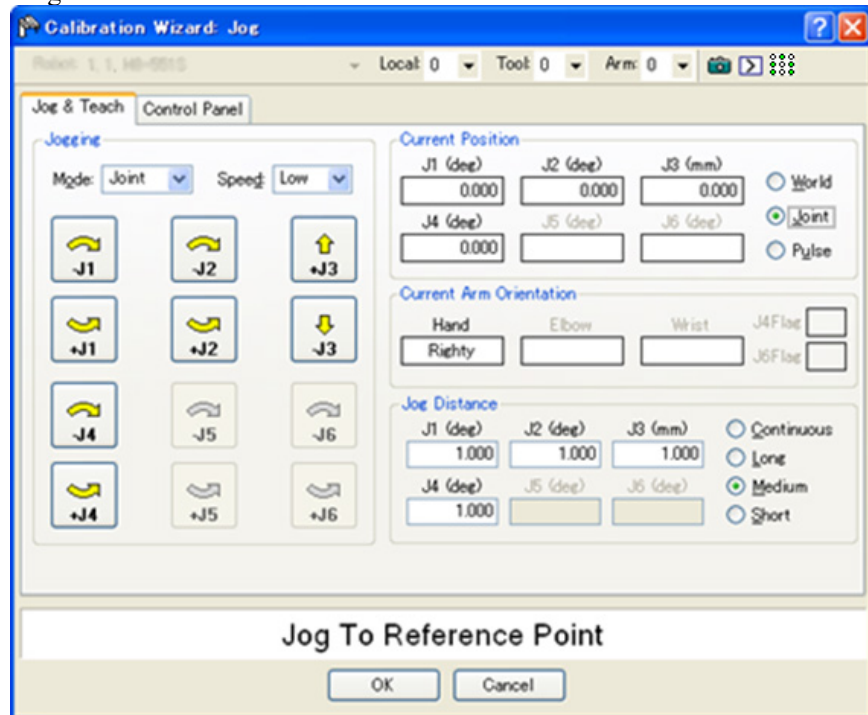 Calibration Wizard: Jog
Robot: 1, 1, H8-551S Local: 0 Tool: 0 Arm: 0
Jog & Teach Control Panel
Jogging
Mode: Joint Speed: Low
-J1 -J2 +J3
+J1 +J2 -J3
-J4 -J5 -J6
+J4 +J5 +J6
Current Position
J1 (deg) J2 (deg) J3 (mm)
0.000 0.000 0.000 World
J4 (deg) J5 (deg) J6 (deg) Joint
0.000 Pulse
Current Arm Orientation
Hand Elbow Wrist J4Flag
Righty J6Flag
Jog Distance
J1 (deg) J2 (deg) J3 (mm) Continuous
1.000 1.000 1.000 Long
J4 (deg) J5 (deg) J6 (deg) Medium
1.000 Short
Jog To Reference Point
OK Cancel